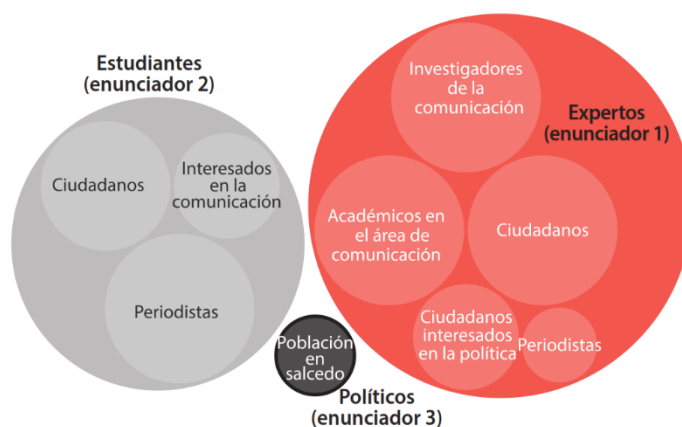 Estudiantes
(enunciador 2)
Ciudadanos
Interesados
en la
comunicación
Periodistas
Población
en
salcedo
Políticos
(enunciador 3)
Investigadores
de la
comunicación
Expertos
(enunciador 1)
Académicos en
el área de
comunicación
Ciudadanos
Ciudadanos
interesados
en la política
Periodistas